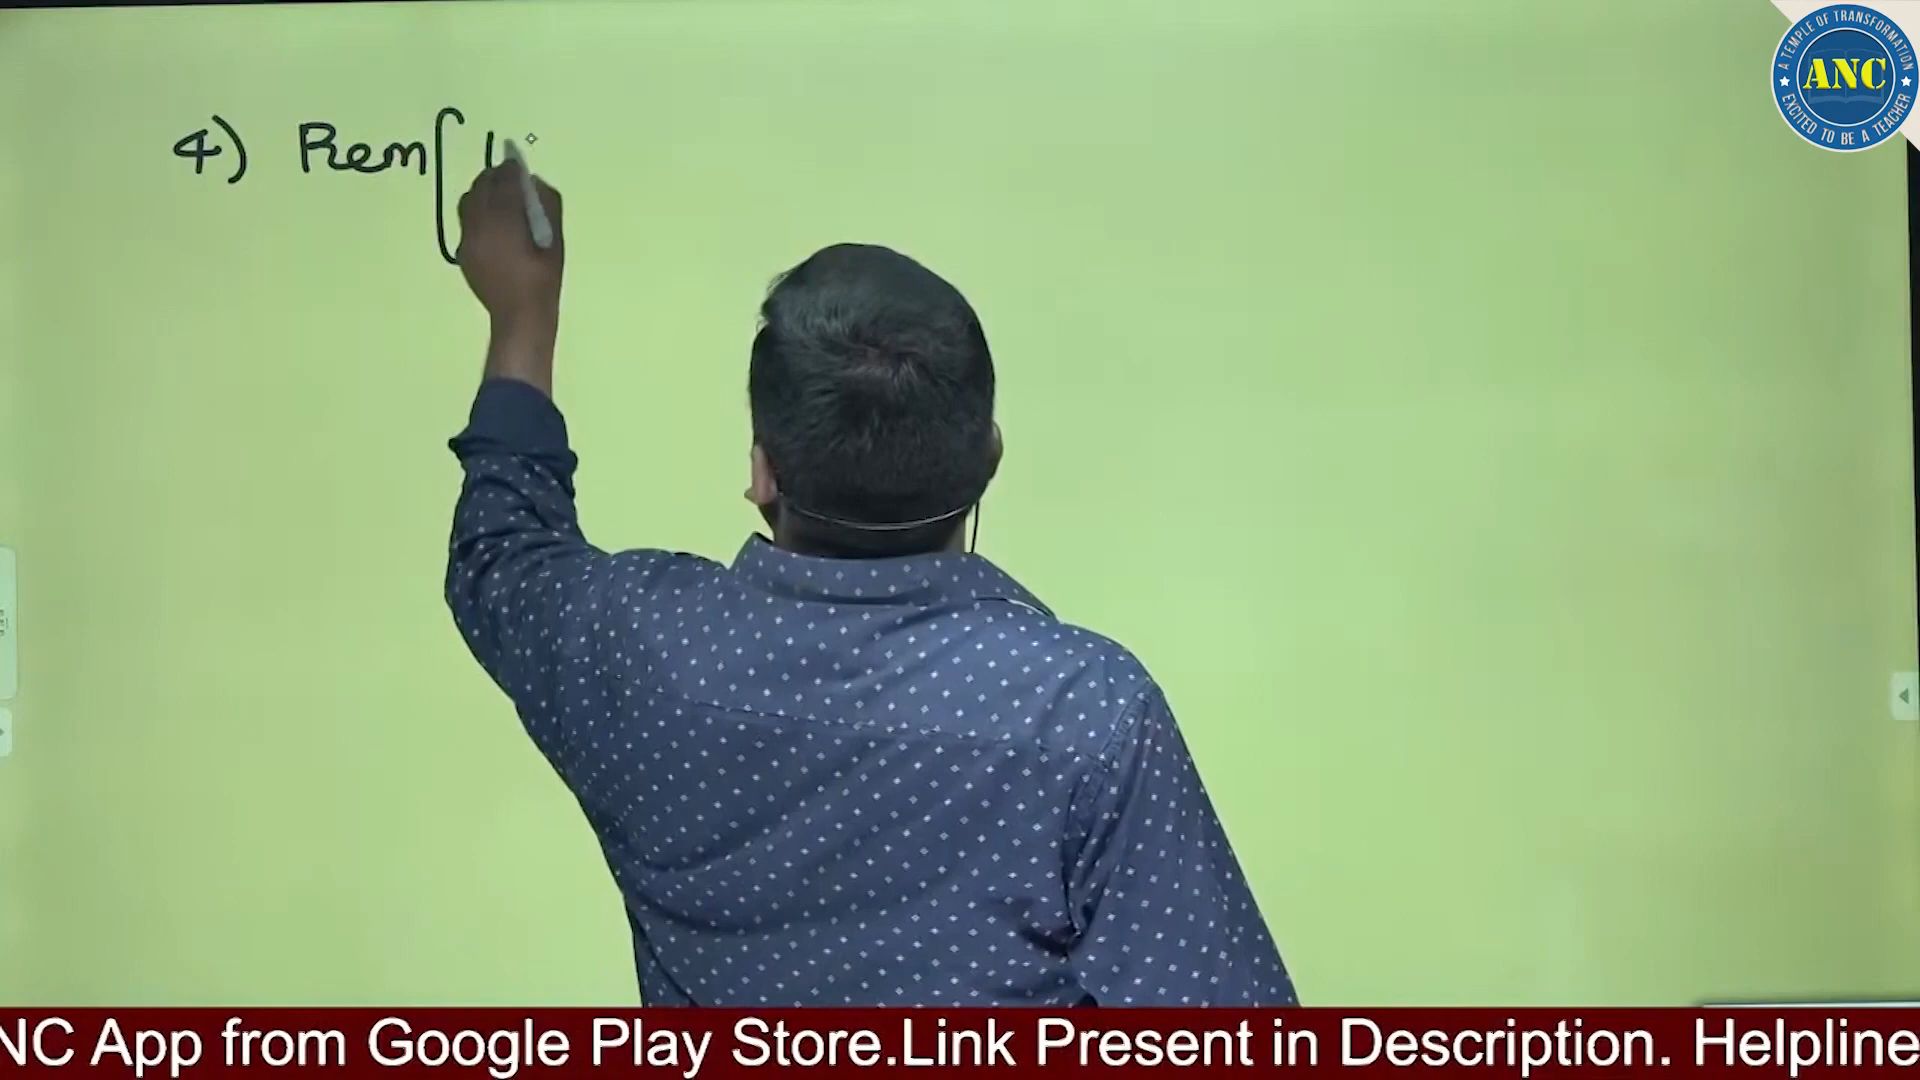 A TEMPLE OF TRANSFORMATION
ANC
EXCITED TO BE A TEACHER
4) Rem[ 1
NC App from Google Play Store.Link Present in Description. Helpline